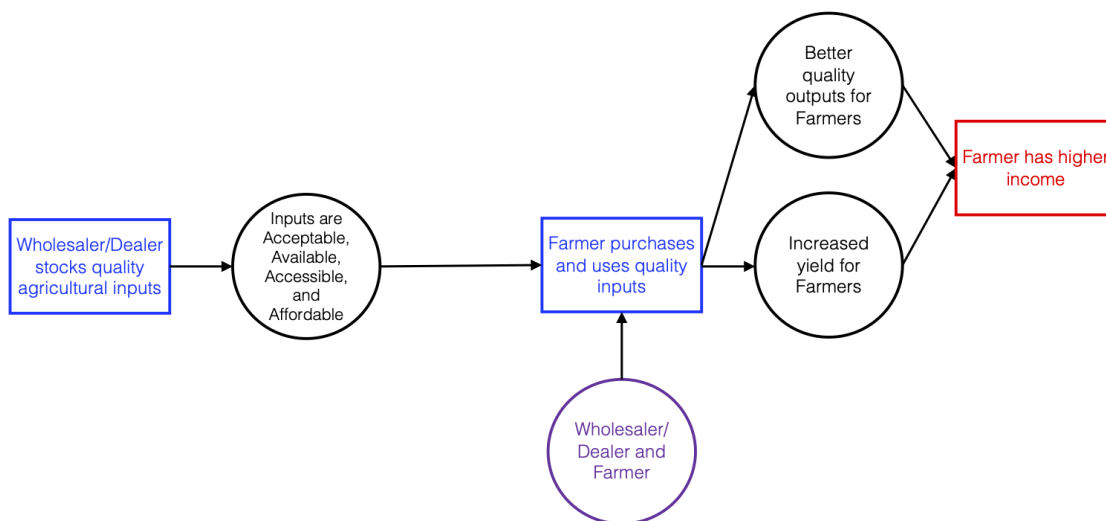 Wholesaler/Dealer
stocks quality
agricultural inputs
Inputs are
Acceptable,
Available,
Accessible,
and
Affordable
Farmer purchases
and uses quality
inputs
Wholesaler/
Dealer and
Farmer
Better
quality
outputs for
Farmers
Increased
yield for
Farmers
Farmer has higher
income